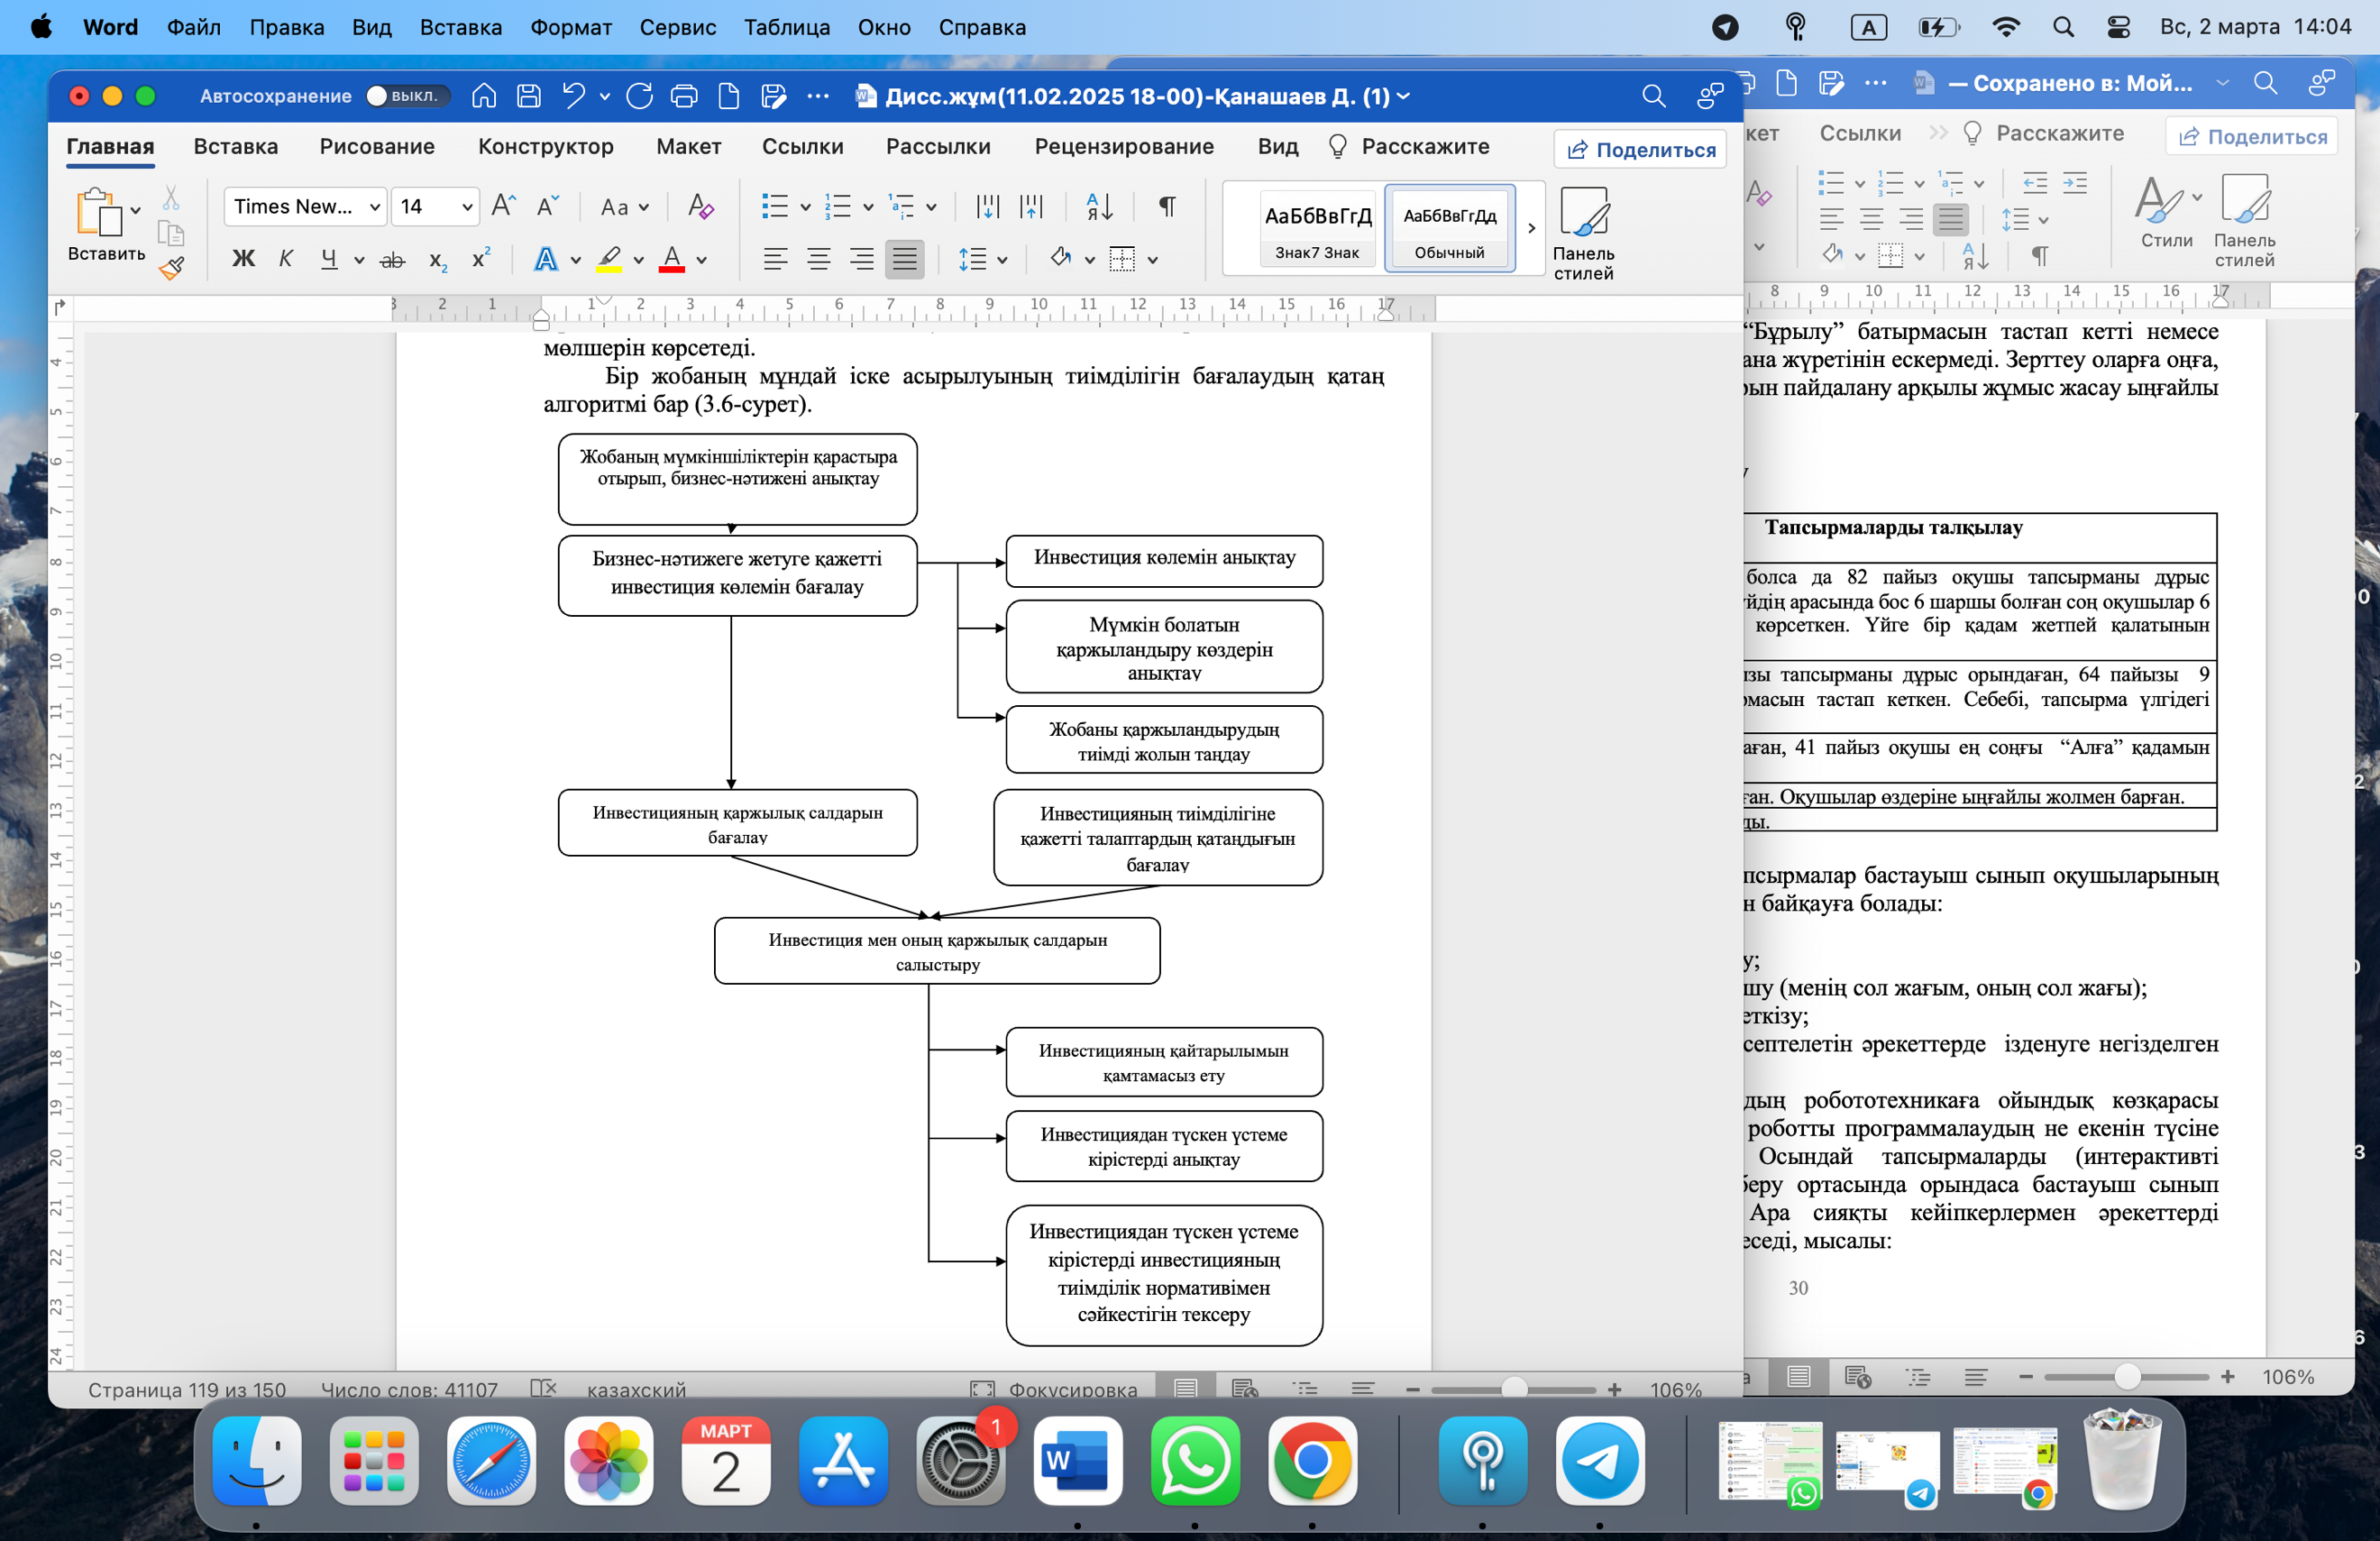 Word Файл Правка Вид Вставка Формат Сервис Таблица Окно Справка
A
Вс, 2 марта 14:04
Автосохранение ВЫКЛ.
Дисс.жұм(11.02.2025 18-00)-Қанашаев Д. (1)
— Сохранено в: Мой...
Главная Вставка Рисование Конструктор Макет Ссылки Рассылки Рецензирование Вид Расскажите Поделиться
Вставить
Times New... 14
Ж К Ч
АаБбВвГгД
Знак7 Знак
АаБбВвГгДд
Обычный
Панель
стилей
мөлшерін көрсетеді.
Бір жобаның мұндай іске асырылуының тиімділігін бағалаудың қатаң
алгоритмі бар (3.6-сурет).
Жобаның мүмкіншіліктерін қарастыра
отырып, бизнес-нәтижені анықтау
Бизнес-нәтижеге жетуге қажетті
инвестиция көлемін бағалау
Инвестиция көлемін анықтау
Мүмкін болатын
қаржыландыру көздерін
анықтау
Жобаны қаржыландырудың
тиімді жолын таңдау
Инвестицияның қаржылық салдарын
бағалау
Инвестицияның тиімділігіне
қажетті талаптардың қатаңдығын
бағалау
Инвестиция мен оның қаржылық салдарын
салыстыру
Инвестицияның қайтарылымын
қамтамасыз ету
Инвестициядан түскен үстеме
кірістерді анықтау
Инвестициядан түскен үстеме
кірістерді инвестицияның
тиімділік нормативімен
сәйкестігін тексеру
Страница 119 из 150 Число слов: 41107 казахский Фокусировка 106%
кет Ссылки Расскажите Поделиться
Стили
Панель
стилей
“Бұрылу” батырмасын тастап кетті немесе
ана жүретінін ескермеді. Зерттеу оларға оңға,
рын пайдалану арқылы жұмыс жасау ыңғайлы
Тапсырмаларды талқылау
болса да 82 пайыз оқушы тапсырманы дұрыс
йдің арасында бос 6 шаршы болған соң оқушылар 6
көрсеткен. Үйге бір қадам жетпей қалатынын
зы тапсырманы дұрыс орындаған, 64 пайызы 9
рмасын тастап кеткен. Себебі, тапсырма үлгідегі
аған, 41 пайыз оқушы ең соңғы “Алға” қадамын
ған. Оқушылар өздеріне ыңғайлы жолмен барған.
ды.
псырмалар бастауыш сынып оқушыларының
н байқауға болады:
у;
шу (менің сол жағым, оның сол жағы);
еткізу;
септелетін әрекеттерде ізденуге негізделген
дың робототехникаға ойындық көзқарасы
роботты программалаудың не екенін түсіне
Осындай тапсырмаларды (интерактивті
беру ортасында орындаса бастауыш сынып
Ара сияқты кейіпкерлермен әрекеттерді
еседі, мысалы:
30
106%
МАРТ
2
1
W